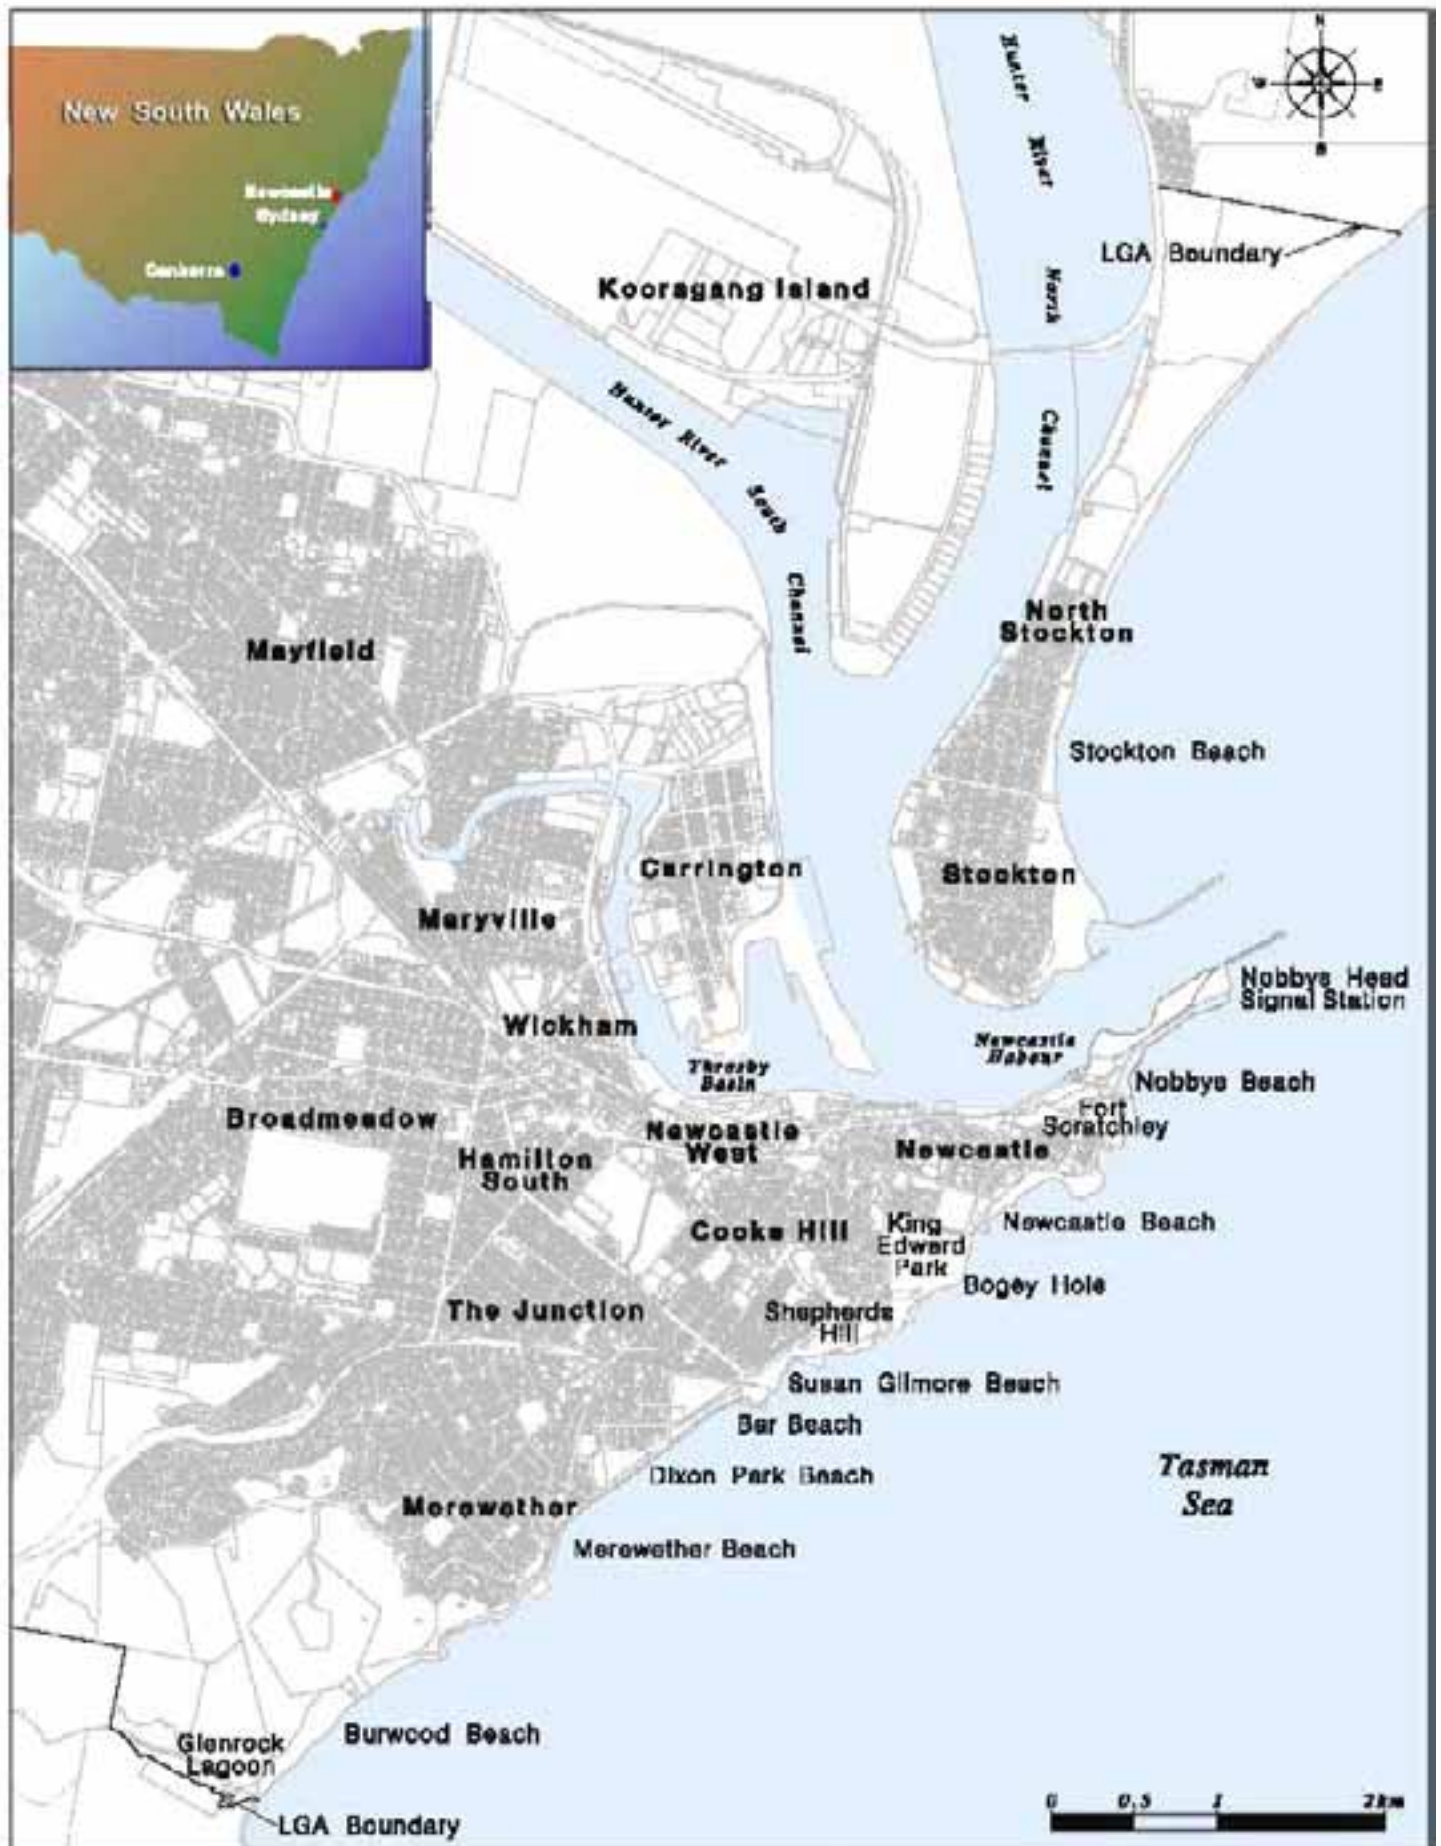 New South Wales
Newcastle
Sydney
Canberra
N
E
LGA Boundary
Hunter River North Channel
Kooragang Island
Hunter River South Channel
North
Stockton
Mayfield
Stockton Beach
Carrington
Stockton
Maryville
Nobbys Head
Signal Station
Wickham
Newcastle
Habour
Throsby
Basin
Nobbys Beach
Fort
Scratchley
Broadmeadow
Newcastle
West
Newcastle
Hamilton
South
Cooks Hill
King
Edward
Park
Newcastle Beach
Bogey Hole
The Junction
Shepherds
Hill
Susan Gilmore Beach
Bar Beach
Dixon Park Beach
Tasman
Sea
Merewether
Merewether Beach
Burwood Beach
Glenrock
Lagoon
LGA Boundary
0 0.5 1 2km